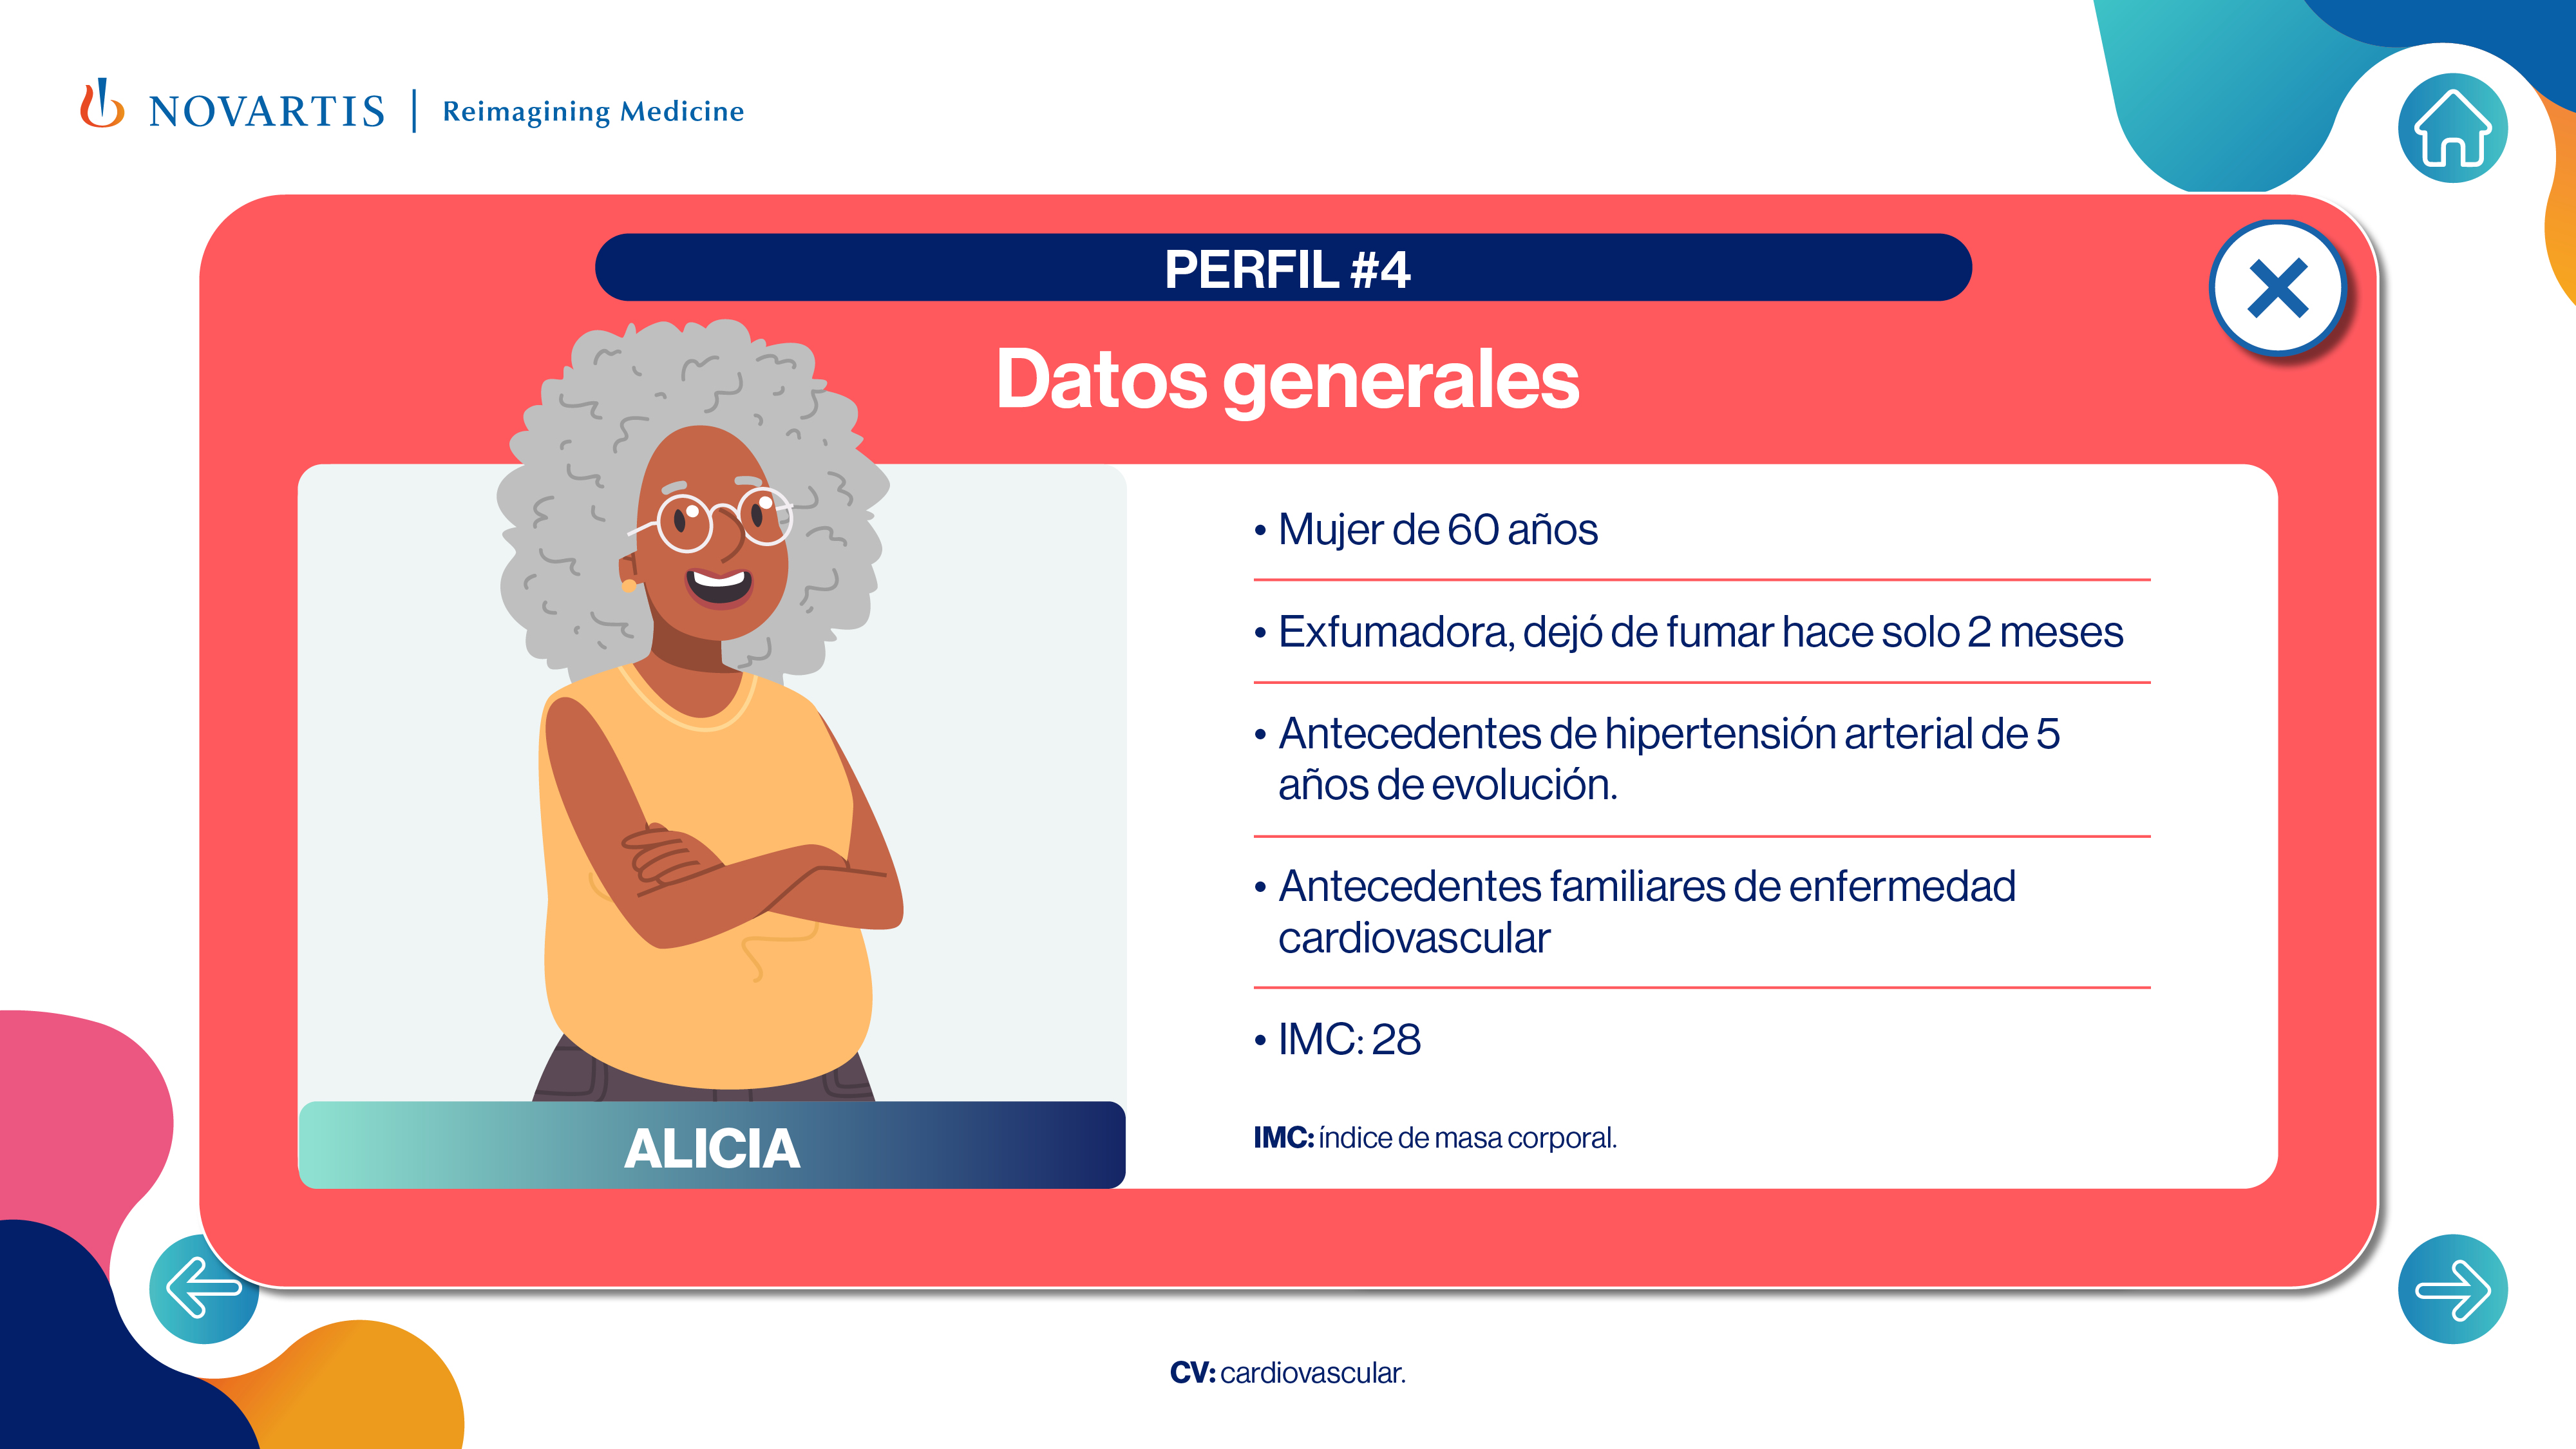 NOVARTIS | Reimagining Medicine
PERFIL #4
Datos generales
• Mujer de 60 años
• Exfumadora, dejó de fumar hace solo 2 meses
• Antecedentes de hipertensión arterial de 5
años de evolución.
• Antecedentes familiares de enfermedad
cardiovascular
• IMC: 28
IMC: índice de masa corporal.
ALICIA
CV: cardiovascular.